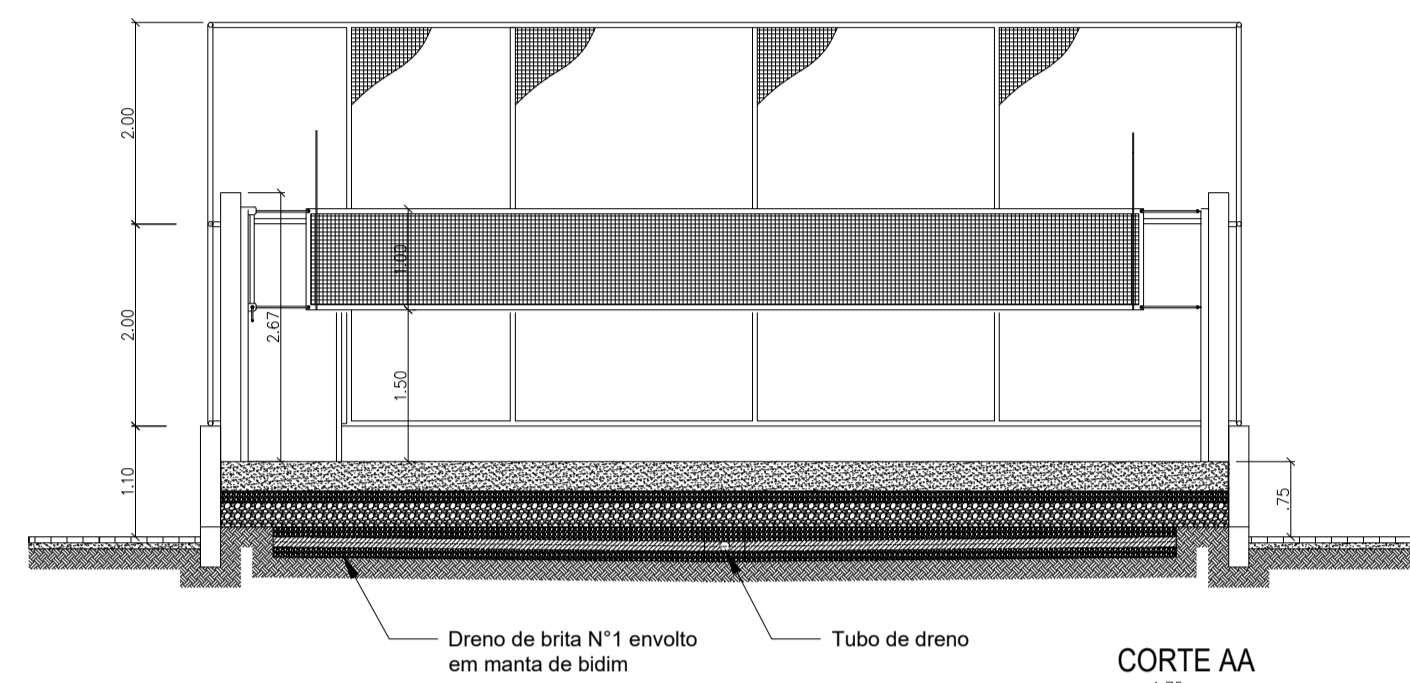 2.00
2.00
1.10
2.67
1.00
1.50
.75
Dreno de brita N°1 envolto
em manta de bidim
Tubo de dreno
CORTE AA